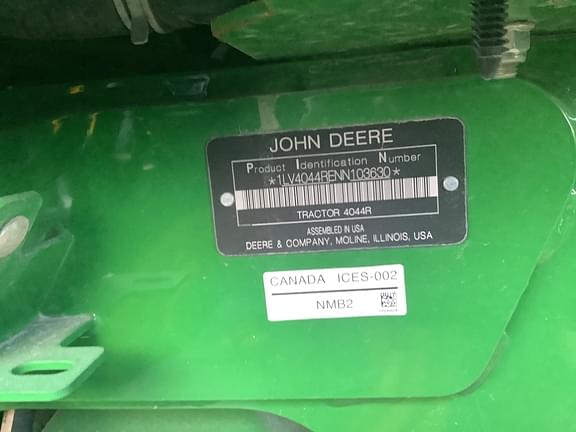 JOHN DEERE
Product Identification Number
*1LV4044RENN103630*
TRACTOR 4044R
ASSEMBLED IN USA
DEERE & COMPANY, MOLINE, ILLINOIS, USA
CANADA ICES-002
NMB2